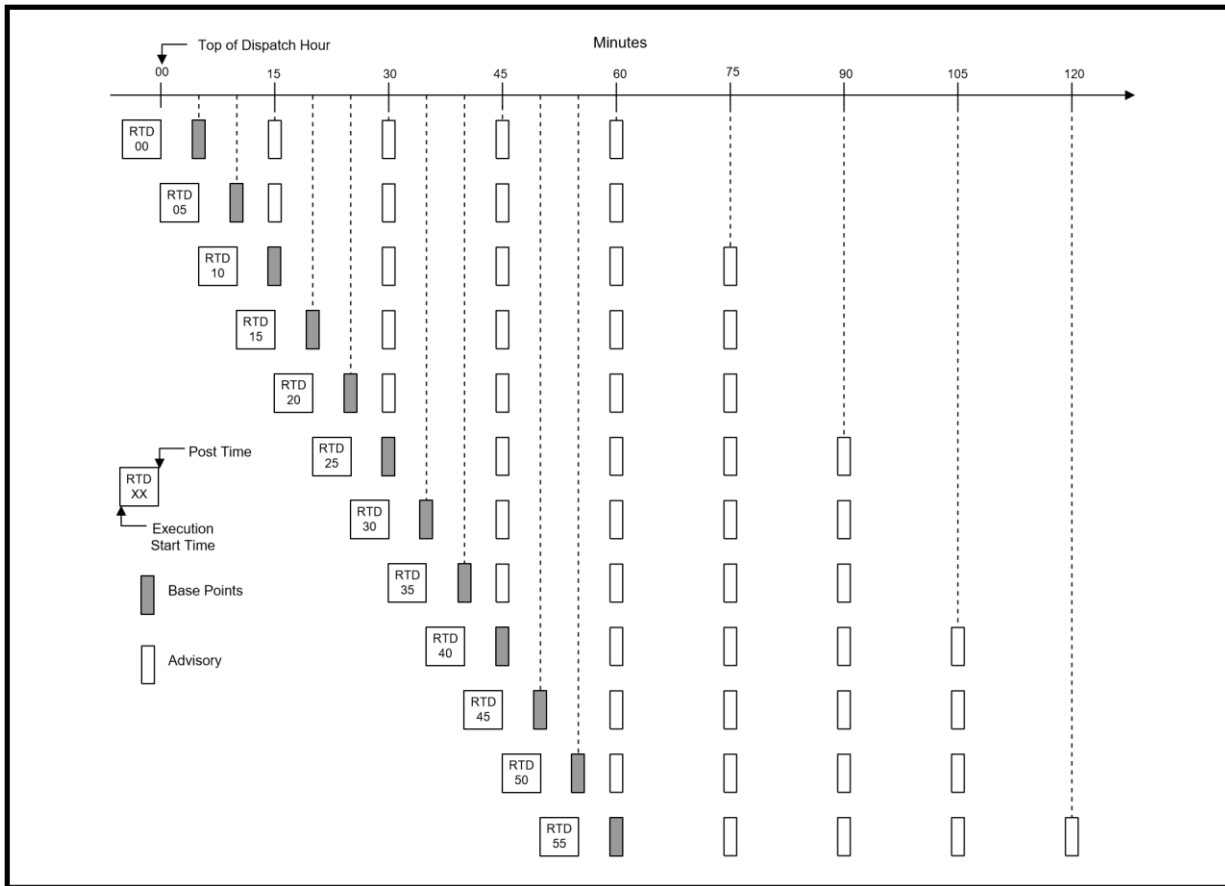 Top of Dispatch Hour
Minutes
00 15 30 45 60 75 90 105 120
RTD
00
RTD
05
RTD
10
RTD
15
RTD
20
RTD
25
Post Time
RTD
XX
Execution
Start Time
RTD
30
RTD
35
Base Points
RTD
40
Advisory
RTD
45
RTD
50
RTD
55